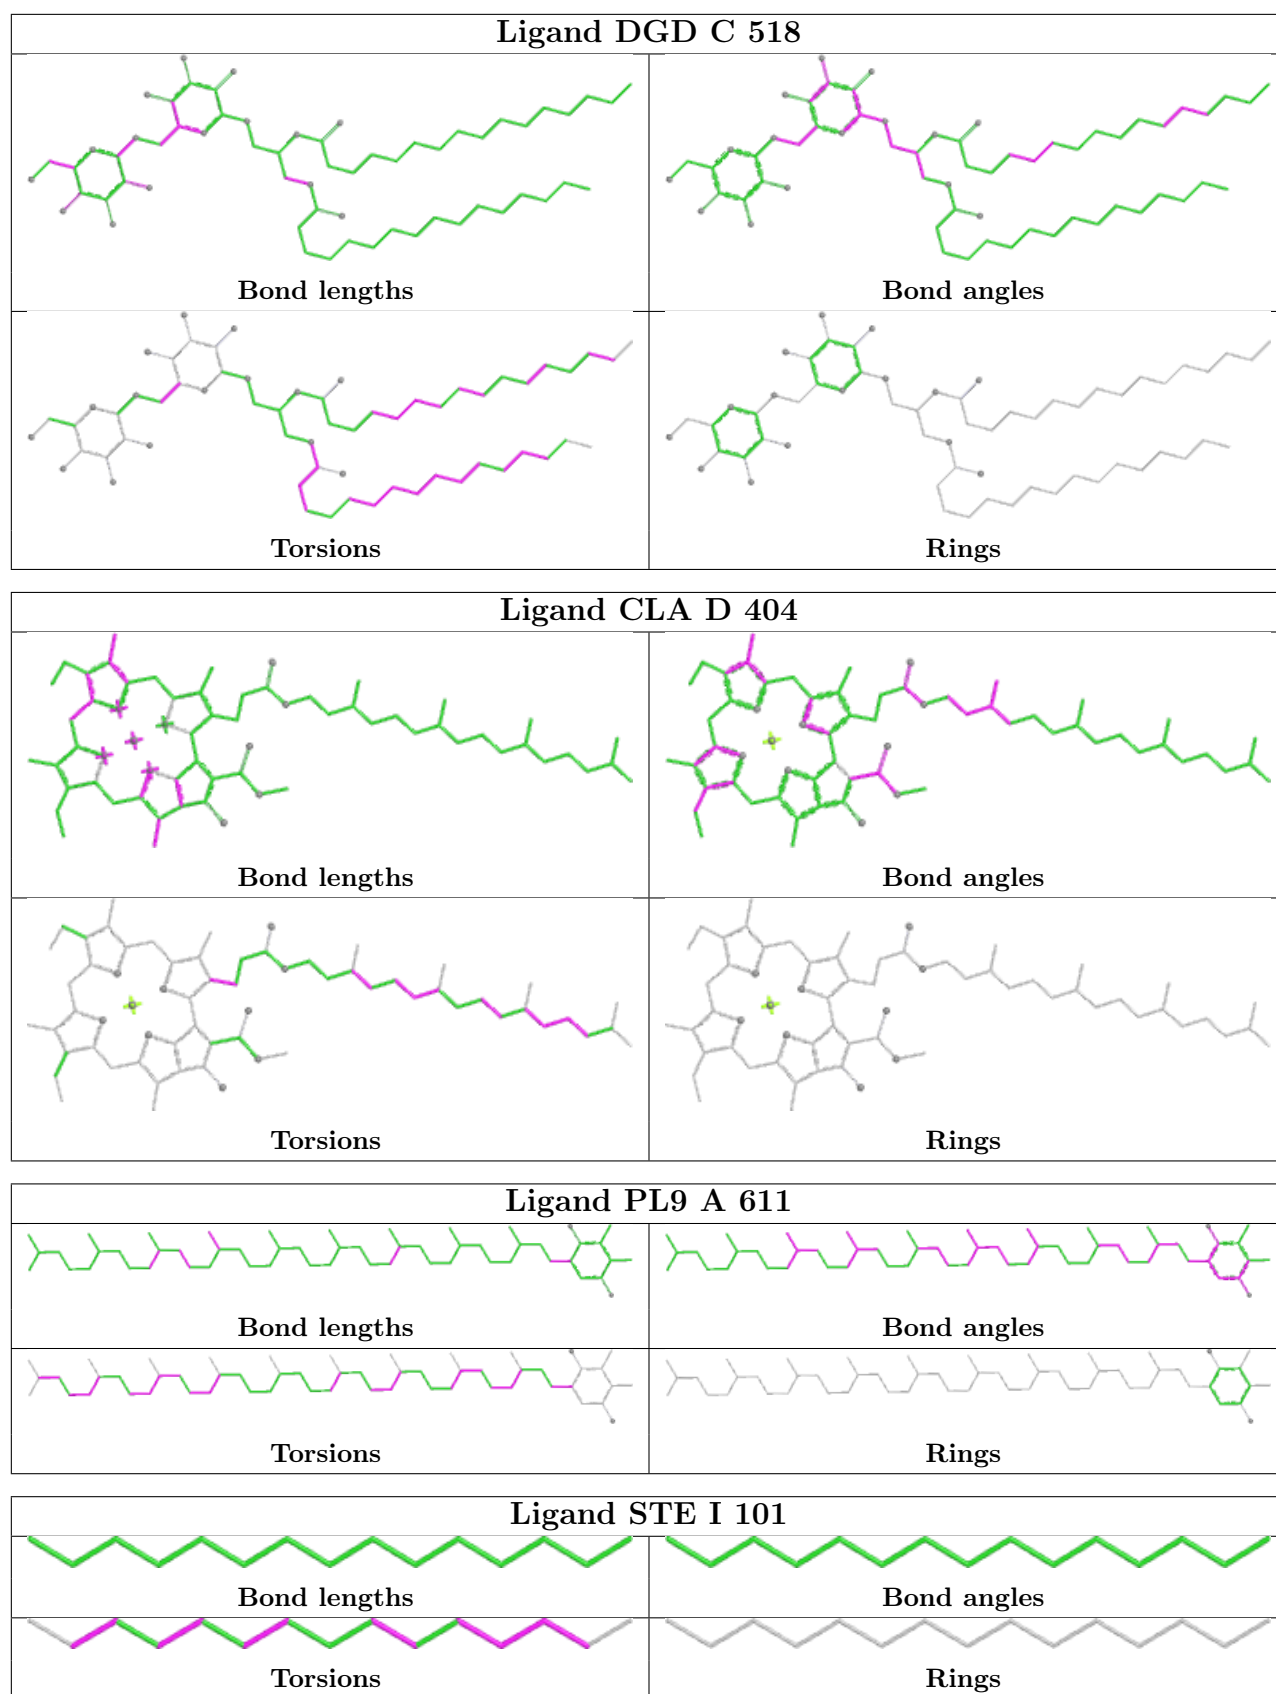 Ligand DGD C 518
Bond lengths
Bond angles
Torsions
Rings
Ligand CLA D 404
Bond lengths
Bond angles
Torsions
Rings
Ligand PL9 A 611
Bond lengths
Bond angles
Torsions
Rings
Ligand STE I 101
Bond lengths
Bond angles
Torsions
Rings